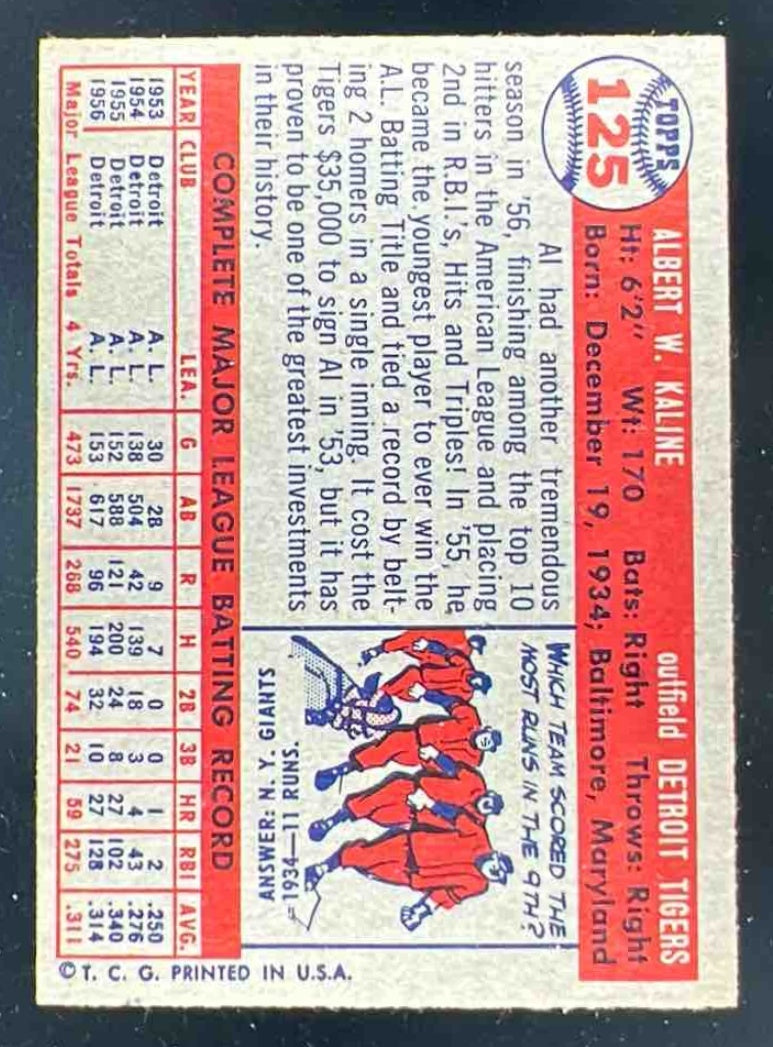 TOPPS
125
ALBERT W. KALINE outfield DETROIT TIGERS
Ht: 6'2" Wt: 170 Bats: Right Throws: Right
Born: December 19, 1934; Baltimore, Maryland
Al had another tremendous
season in '56, finishing among the top 10
hitters in the American League and placing
2nd in R.B.I.'s, Hits and Triples! In '55, he
became the youngest player to ever win the
A.L. Batting Title and tied a record by belt-
ing 2 homers in a single inning. It cost the
Tigers $35,000 to sign Al in '53, but it has
proven to be one of the greatest investments
in their history.
WHICH TEAM SCORED THE
MOST RUNS IN THE 9TH?
ANSWER: N.Y. GIANTS
—1934—11 RUNS.
COMPLETE MAJOR LEAGUE BATTING RECORD
YEAR CLUB LEA. G AB R H 2B 3B HR RBI AVG.
1953 Detroit A. L. 30 28 9 7 0 0 1 2 .250
1954 Detroit A. L. 138 504 42 139 18 3 4 43 .276
1955 Detroit A. L. 152 588 121 200 24 8 27 102 .340
1956 Detroit A. L. 153 617 96 194 32 10 27 128 .314
Major League Totals 4 Yrs. 473 1737 268 540 74 21 59 275 .311
© T. C. G. PRINTED IN U.S.A.